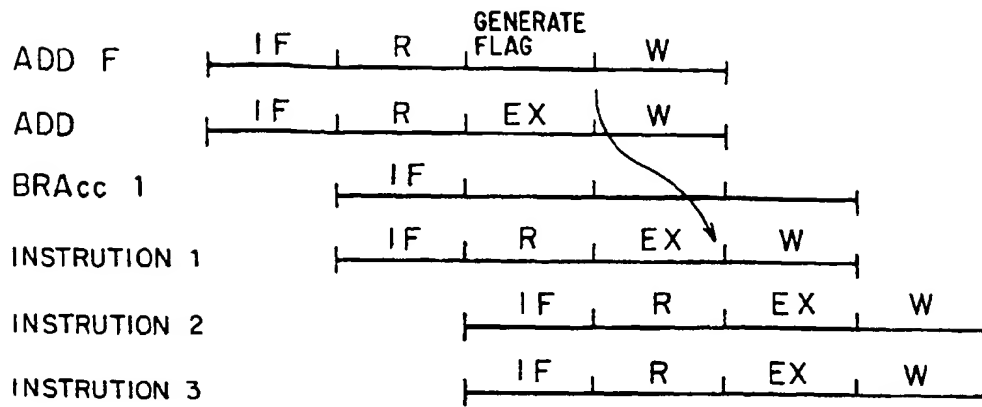 ADD F IF R GENERATE FLAG W
ADD IF R EX W
BRAcc 1 IF
INSTRUTION 1 IF R EX W
INSTRUTION 2 IF R EX W
INSTRUTION 3 IF R EX W